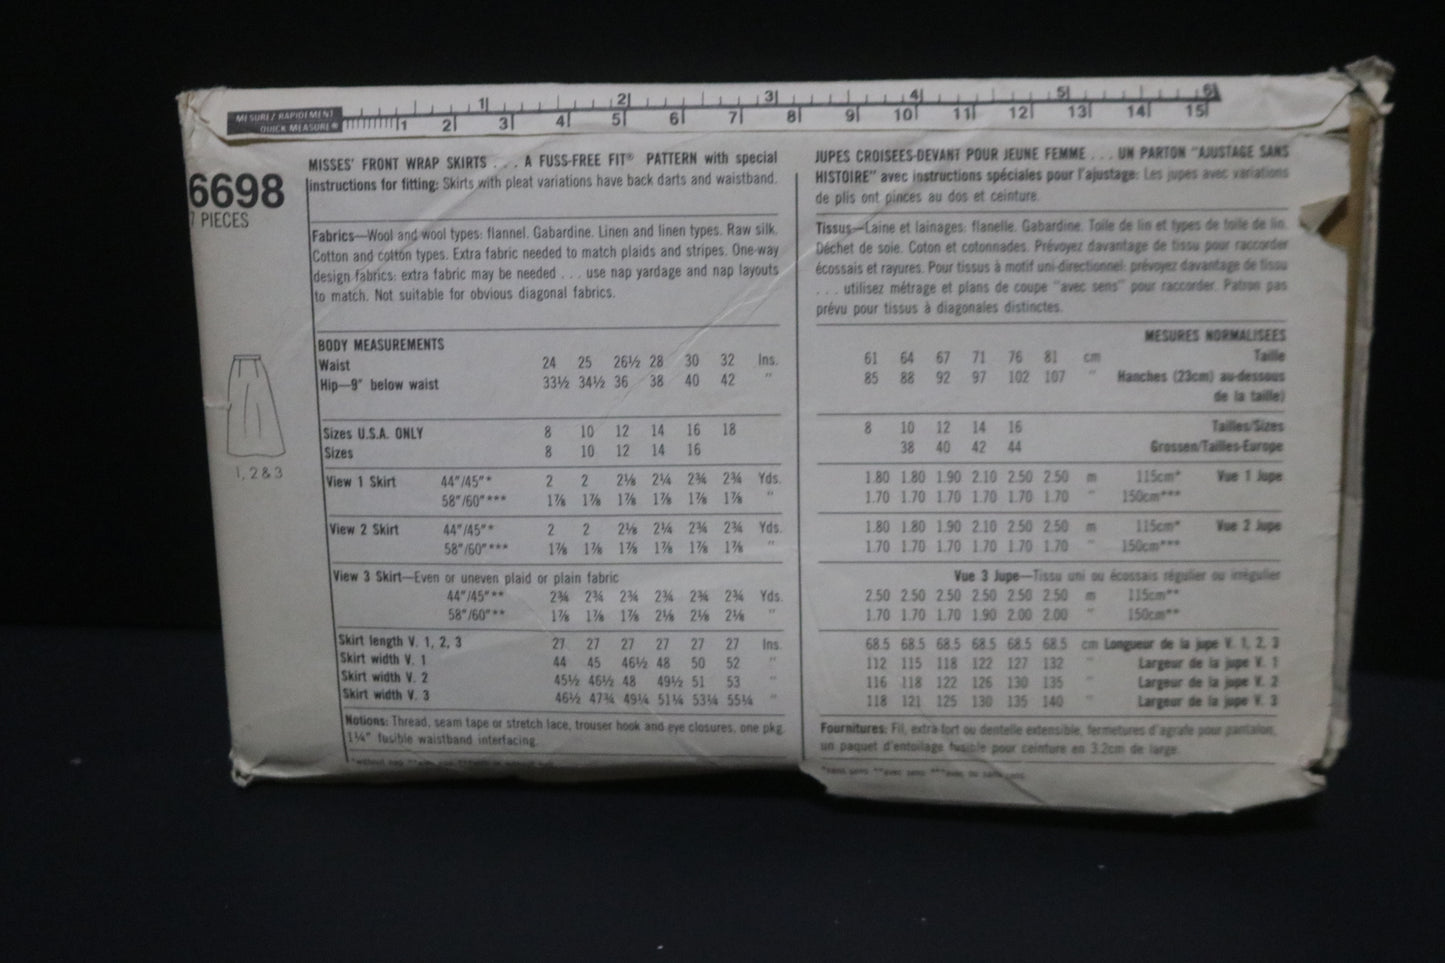 MESUREZ RAPIDEMENT
QUICK MEASURE®
1 2 3 4 5 6
1 2 3 4 5 6 7 8 9 10 11 12 13 14 15
6698
7 PIECES
1, 2 & 3
MISSES' FRONT WRAP SKIRTS . . . A FUSS-FREE FIT® PATTERN with special
instructions for fitting: Skirts with pleat variations have back darts and waistband.
Fabrics—Wool and wool types: flannel. Gabardine. Linen and linen types. Raw silk.
Cotton and cotton types. Extra fabric needed to match plaids and stripes. One-way
design fabrics: extra fabric may be needed . . . use nap yardage and nap layouts
to match. Not suitable for obvious diagonal fabrics.
BODY MEASUREMENTS
Waist 24 25 26½ 28 30 32 Ins.
Hip—9" below waist 33½ 34½ 36 38 40 42 "
Sizes U.S.A. ONLY 8 10 12 14 16 18
Sizes 8 10 12 14 16
View 1 Skirt 44"/45"* 2 2 2⅛ 2¼ 2¾ 2¾ Yds.
58"/60"*** 1⅞ 1⅞ 1⅞ 1⅞ 1⅞ 1⅞ "
View 2 Skirt 44"/45"* 2 2 2⅛ 2¼ 2¾ 2¾ Yds.
58"/60"*** 1⅞ 1⅞ 1⅞ 1⅞ 1⅞ 1⅞ "
View 3 Skirt—Even or uneven plaid or plain fabric
44"/45"** 2¾ 2¾ 2¾ 2¾ 2¾ 2¾ Yds.
58"/60"** 1⅞ 1⅞ 1⅞ 2⅛ 2⅛ 2⅛ "
Skirt length V. 1, 2, 3 27 27 27 27 27 27 Ins.
Skirt width V. 1 44 45 46½ 48 50 52 "
Skirt width V. 2 45½ 46½ 48 49½ 51 53 "
Skirt width V. 3 46½ 47¾ 49¼ 51¼ 53¼ 55¼ "
Notions: Thread, seam tape or stretch lace, trouser hook and eye closures, one pkg.
1¼" fusible waistband interfacing.
*without nap **with nap ***with or without nap
JUPES CROISEES-DEVANT POUR JEUNE FEMME . . . UN PARTON "AJUSTAGE SANS
HISTOIRE" avec instructions spéciales pour l'ajustage: Les jupes avec variations
de plis ont pinces au dos et ceinture.
Tissus—Laine et lainages: flanelle. Gabardine. Toile de lin et types de toile de lin.
Déchet de soie. Coton et cotonnades. Prévoyez davantage de tissu pour raccorder
écossais et rayures. Pour tissus à motif uni-directionnel: prévoyez davantage de tissu
. . . utilisez métrage et plans de coupe "avec sens" pour raccorder. Patron pas
prévu pour tissus à diagonales distinctes.
MESURES NORMALISEES
61 64 67 71 76 81 cm Taille
85 88 92 97 102 107 " Hanches (23cm) au-dessous
de la taille)
8 10 12 14 16 Tailles/Sizes
38 40 42 44 Grossen/Tailles-Europe
1.80 1.80 1.90 2.10 2.50 2.50 m 115cm* Vue 1 Jupe
1.70 1.70 1.70 1.70 1.70 1.70 " 150cm***
1.80 1.80 1.90 2.10 2.50 2.50 m 115cm* Vue 2 Jupe
1.70 1.70 1.70 1.70 1.70 1.70 " 150cm***
Vue 3 Jupe—Tissu uni ou écossais régulier ou irrégulier
2.50 2.50 2.50 2.50 2.50 2.50 m 115cm**
1.70 1.70 1.70 1.90 2.00 2.00 " 150cm**
68.5 68.5 68.5 68.5 68.5 68.5 cm Longueur de la jupe V. 1, 2, 3
112 115 118 122 127 132 " Largeur de la jupe V. 1
116 118 122 126 130 135 " Largeur de la jupe V. 2
118 121 125 130 135 140 " Largeur de la jupe V. 3
Fournitures: Fil, extra-fort ou dentelle extensible, fermetures d'agrafe pour pantalon,
un paquet d'entoilage fusible pour ceinture en 3.2cm de large.
*sans sens **avec sens ***avec ou sans sens